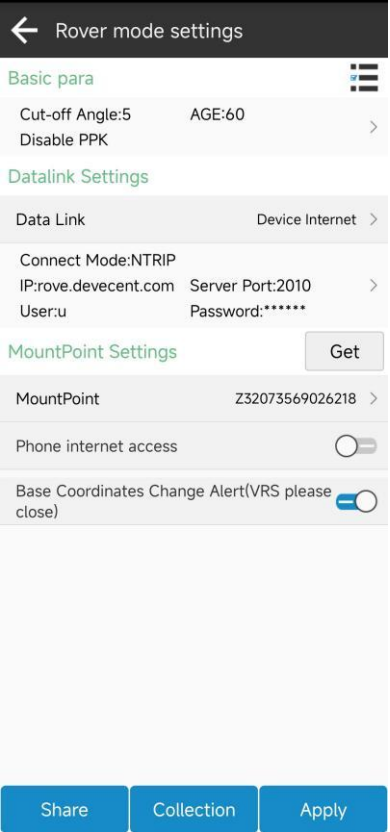 Rover mode settings
Basic para
Cut-off Angle:5 AGE:60
Disable PPK
Datalink Settings
Data Link Device Internet
Connect Mode:NTRIP
IP:rove.devecent.com Server Port:2010
User:u Password:******
MountPoint Settings Get
MountPoint Z32073569026218
Phone internet access
Base Coordinates Change Alert(VRS please
close)
Share Collection Apply